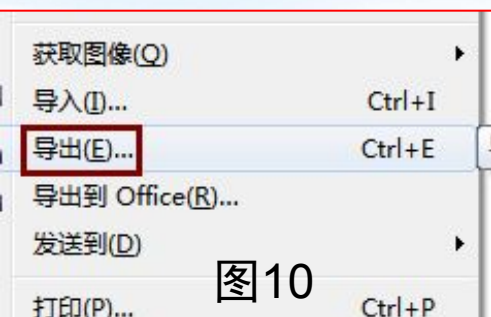 获取图像(Q)
导入(I)... Ctrl+I
导出(E)... Ctrl+E
导出到 Office(R)...
发送到(D)
图10
打印(P)... Ctrl+P